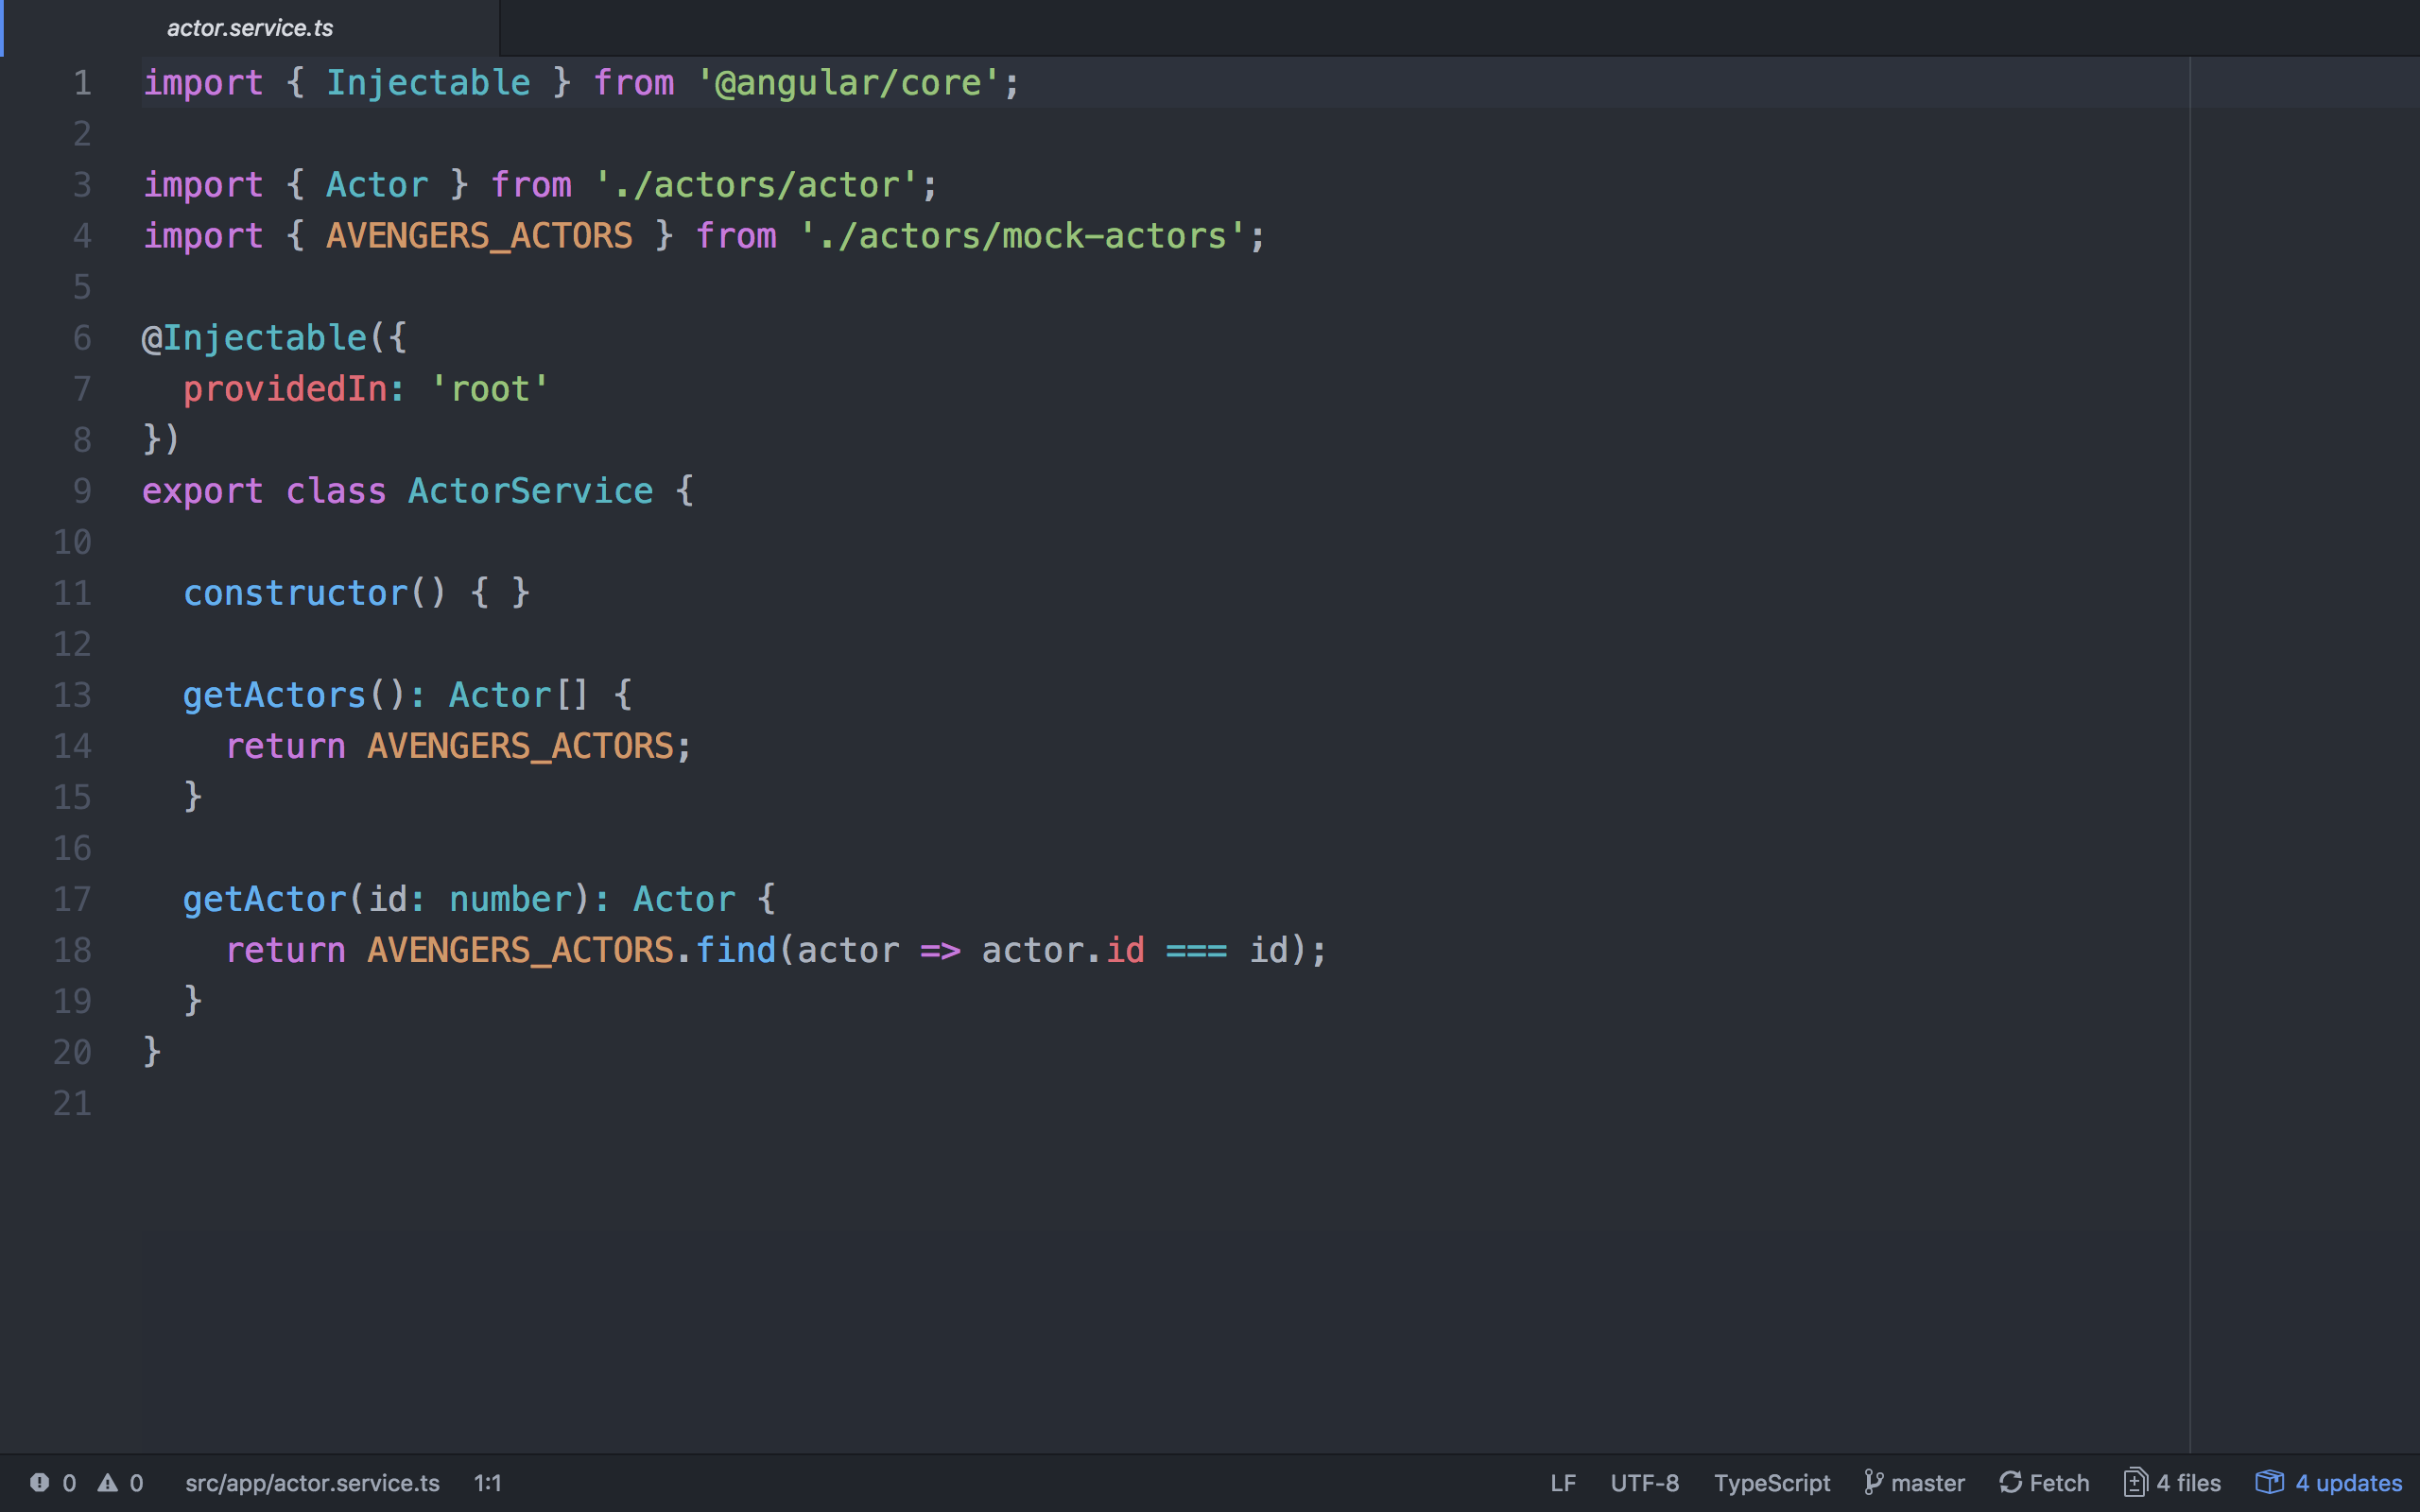 actor.service.ts
1 import { Injectable } from '@angular/core';
2
3 import { Actor } from './actors/actor';
4 import { AVENGERS_ACTORS } from './actors/mock-actors';
5
6 @Injectable({
7   providedIn: 'root'
8 })
9 export class ActorService {
10
11   constructor() { }
12
13   getActors(): Actor[] {
14     return AVENGERS_ACTORS;
15   }
16
17   getActor(id: number): Actor {
18     return AVENGERS_ACTORS.find(actor => actor.id === id);
19   }
20 }
21
0 0 src/app/actor.service.ts 1:1 LF UTF-8 TypeScript master Fetch 4 files 4 updates